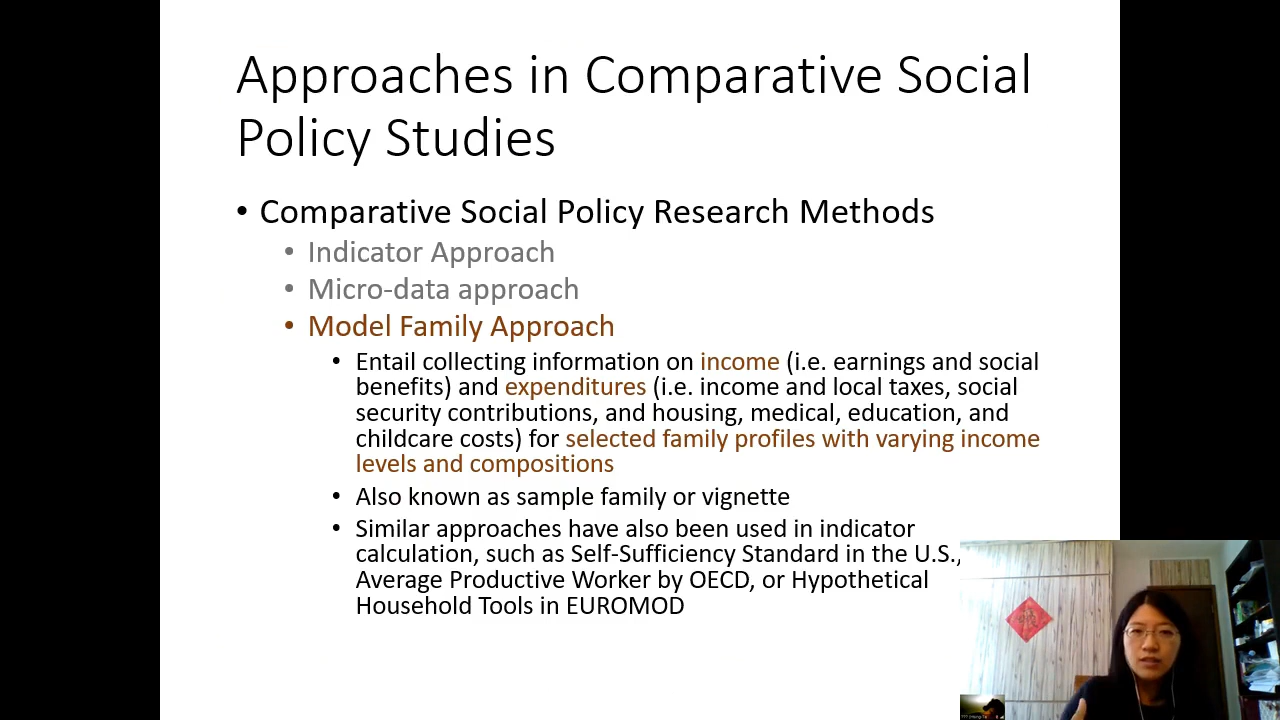 Approaches in Comparative Social
Policy Studies
• Comparative Social Policy Research Methods
• Indicator Approach
• Micro-data approach
• Model Family Approach
• Entail collecting information on income (i.e. earnings and social
benefits) and expenditures (i.e. income and local taxes, social
security contributions, and housing, medical, education, and
childcare costs) for selected family profiles with varying income
levels and compositions
• Also known as sample family or vignette
• Similar approaches have also been used in indicator
calculation, such as Self-Sufficiency Standard in the U.S.,
Average Productive Worker by OECD, or Hypothetical
Household Tools in EUROMOD